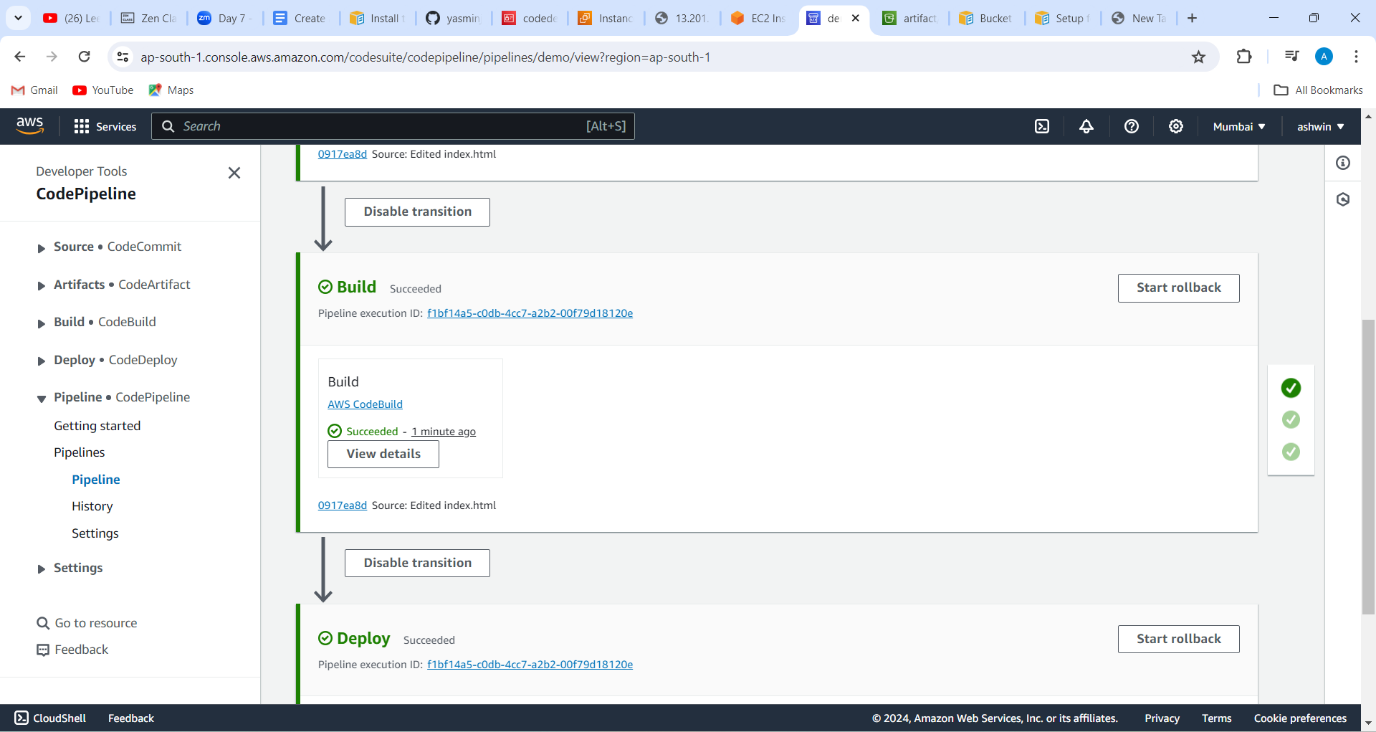 (26) Le
Zen Cla
Day 7 -
Create
Install t
yasmin
codede
Instanc
13.201.
EC2 Ins
de
artifact.
Bucket
Setup f
New Ta
ap-south-1.console.aws.amazon.com/codesuite/codepipeline/pipelines/demo/view?region=ap-south-1
A
Gmail
YouTube
Maps
All Bookmarks
aws
Services
Search
[Alt+S]
Mumbai
ashwin
Developer Tools
CodePipeline
Source • CodeCommit
Artifacts • CodeArtifact
Build • CodeBuild
Deploy • CodeDeploy
Pipeline • CodePipeline
Getting started
Pipelines
Pipeline
History
Settings
Settings
Go to resource
Feedback
0917ea8d Source: Edited index.html
Disable transition
Build Succeeded
Start rollback
Pipeline execution ID: f1bf14a5-c0db-4cc7-a2b2-00f79d18120e
Build
AWS CodeBuild
Succeeded - 1 minute ago
View details
0917ea8d Source: Edited index.html
Disable transition
Deploy Succeeded
Start rollback
Pipeline execution ID: f1bf14a5-c0db-4cc7-a2b2-00f79d18120e
CloudShell
Feedback
© 2024, Amazon Web Services, Inc. or its affiliates.
Privacy
Terms
Cookie preferences